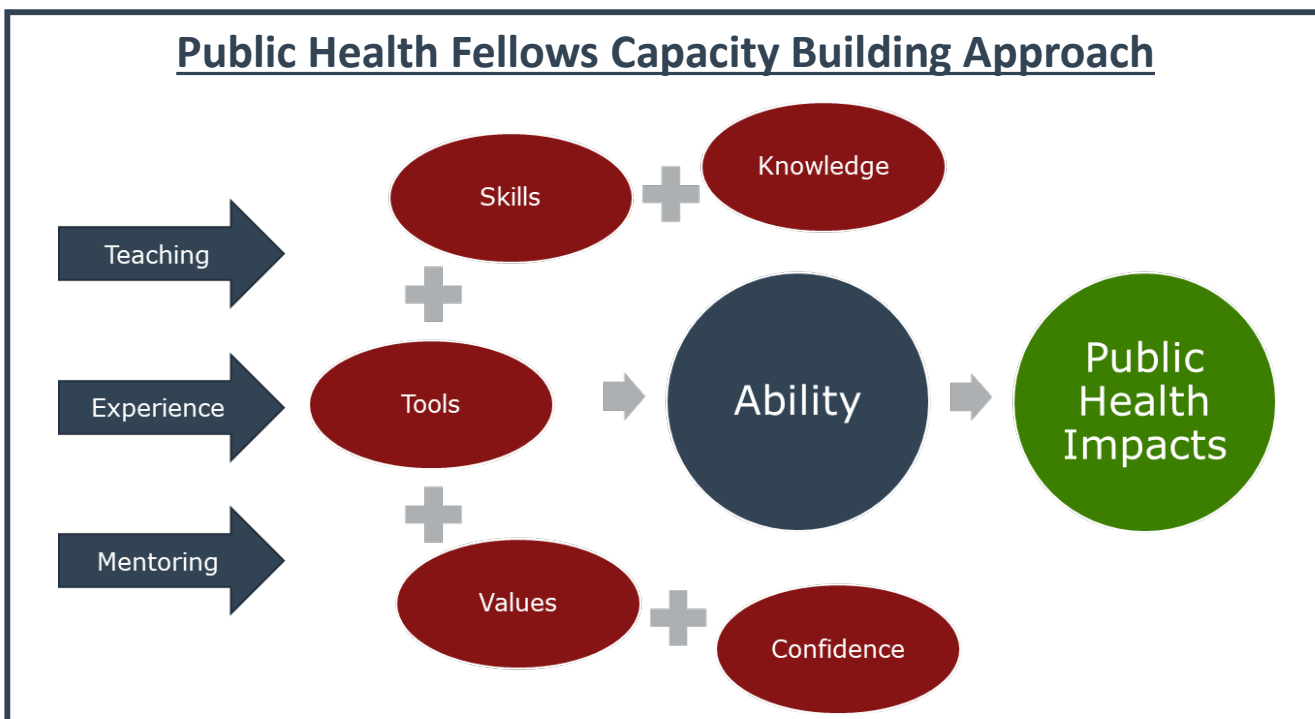 Public Health Fellows Capacity Building Approach
Teaching
Experience
Mentoring
Skills
Knowledge
Tools
Values
Confidence
Ability
Public
Health
Impacts